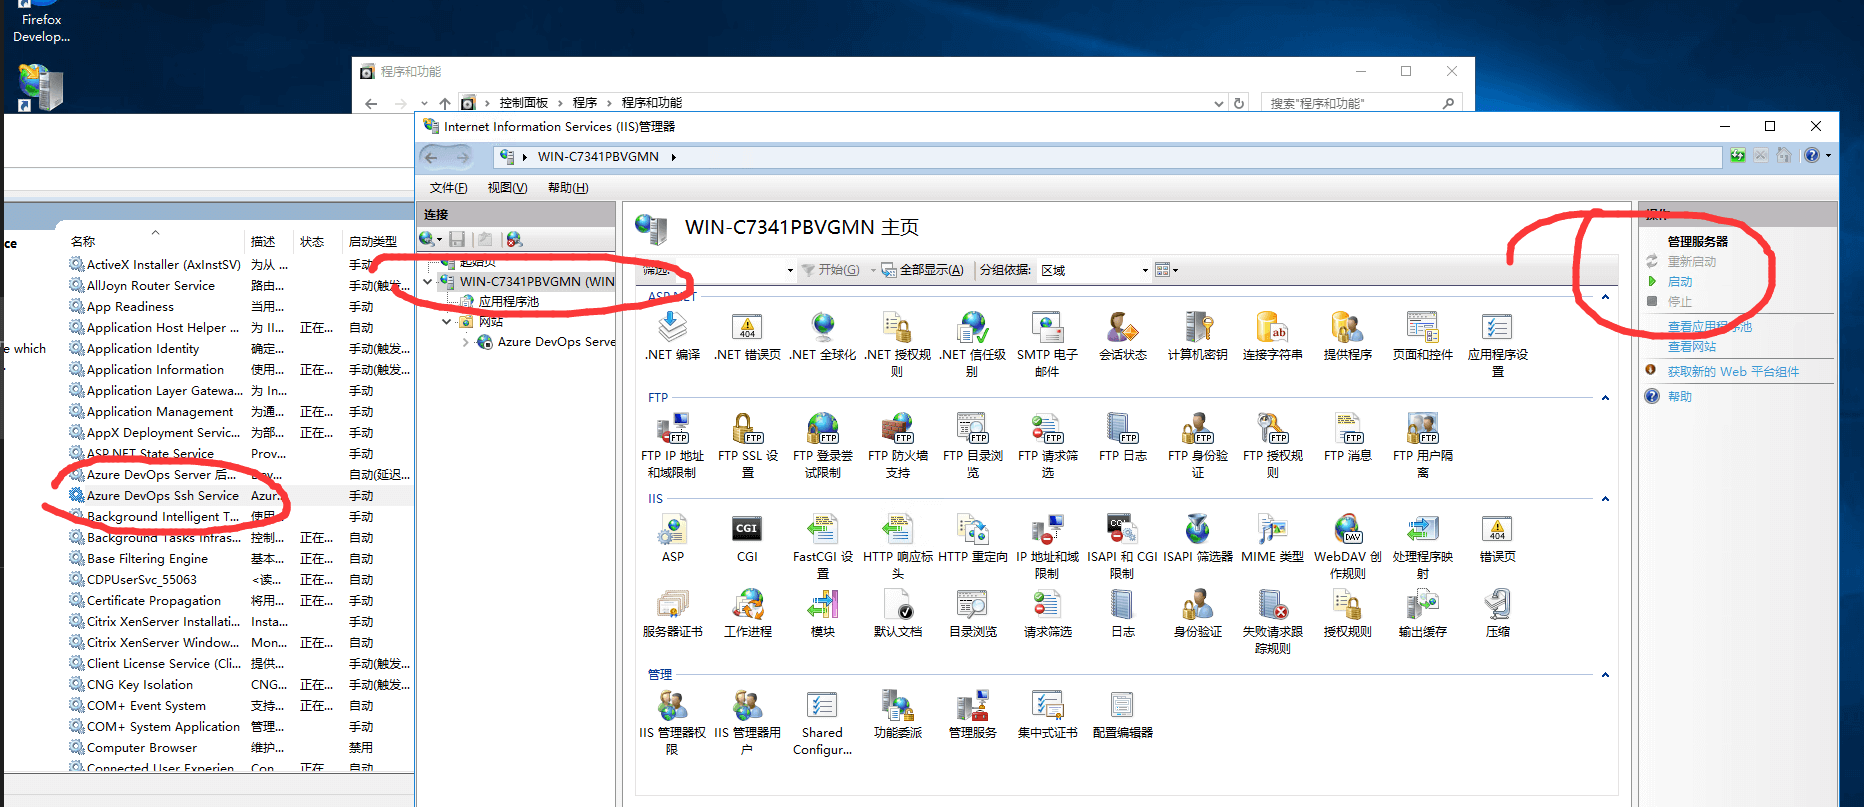 Firefox
Develop...
程序和功能
控制面板 程序 程序和功能
搜索"程序和功能"
Internet Information Services (IIS)管理器
WIN-C7341PBVGMN
文件(F) 视图(V) 帮助(H)
连接
起始页
WIN-C7341PBVGMN (WIN
应用程序池
网站
Azure DevOps Serve
ce
e which
名称 描述 状态 启动类型
ActiveX Installer (AxInstSV) 为从 ... 手动
AllJoyn Router Service 路由... 手动(触发...
App Readiness 当用... 手动
Application Host Helper ... 为 II... 正在... 自动
Application Identity 确定... 手动(触发...
Application Information 使用... 正在... 手动(触发...
Application Layer Gatewa... 为 In... 手动
Application Management 为通... 正在... 手动
AppX Deployment Servic... 为部... 正在... 手动
ASP.NET State Service Prov... 手动
Azure DevOps Server 后... 自动(延迟...
Azure DevOps Ssh Service Azur... 手动
Background Intelligent T... 使用... 手动
Background Tasks Infras... 控制... 正在... 自动
Base Filtering Engine 基本... 正在... 自动
CDPUserSvc_55063 <读... 正在... 自动
Certificate Propagation 将用... 正在... 手动
Citrix XenServer Installati... Insta... 手动
Citrix XenServer Window... Mon... 正在... 自动
Client License Service (Cli... 提供... 手动(触发...
CNG Key Isolation CNG... 正在... 手动(触发...
COM+ Event System 支持... 正在... 自动
COM+ System Application 管理... 手动
Computer Browser 维护... 禁用
Connected User Experien... Con... 正在... 自动
WIN-C7341PBVGMN 主页
筛选: 开始(G) 全部显示(A) 分组依据: 区域
ASP.NET
.NET 编译 .NET 错误页 .NET 全球化 .NET 授权规则 .NET 信任级别 SMTP 电子邮件 会话状态 计算机密钥 连接字符串 提供程序 页面和控件 应用程序设置
FTP
FTP IP 地址和域限制 FTP SSL 设置 FTP 登录尝试限制 FTP 防火墙支持 FTP 目录浏览 FTP 请求筛选 FTP 日志 FTP 身份验证 FTP 授权规则 FTP 消息 FTP 用户隔离
IIS
ASP CGI FastCGI 设置 HTTP 响应标头 HTTP 重定向 IP 地址和域限制 ISAPI 和 CGI 限制 ISAPI 筛选器 MIME 类型 WebDAV 创作规则 处理程序映射 错误页
服务器证书 工作进程 模块 默认文档 目录浏览 请求筛选 日志 身份验证 失败请求跟踪规则 授权规则 输出缓存 压缩
管理
IIS 管理器权限 IIS 管理器用户 Shared Configur... 功能委派 管理服务 集中式证书 配置编辑器
操作
管理服务器
重新启动
启动
停止
查看应用程序池
查看网站
获取新的 Web 平台组件
帮助